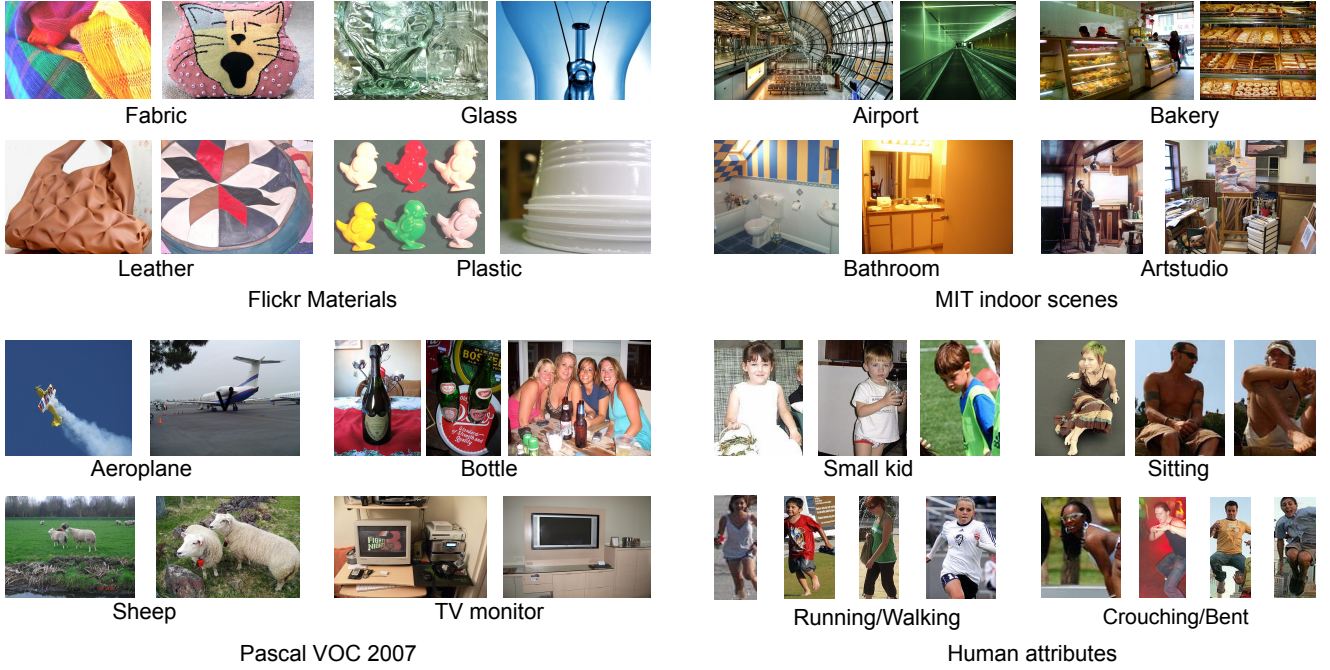 Fabric
Glass
Airport
Bakery
Leather
Plastic
Bathroom
Artstudio
Flickr Materials
MIT indoor scenes
Aeroplane
Bottle
Small kid
Sitting
Sheep
TV monitor
Running/Walking
Crouching/Bent
Pascal VOC 2007
Human attributes